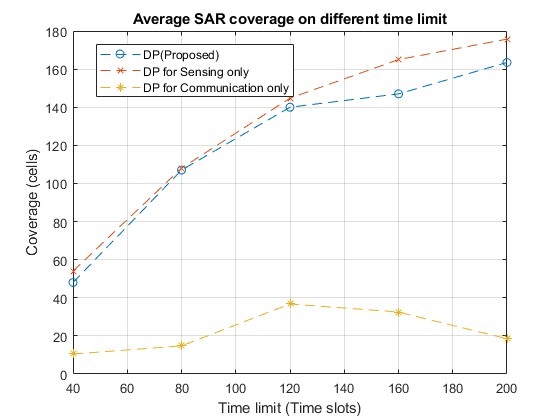 Average SAR coverage on different time limit
180
160
140
120
100
80
60
40
20
0
Coverage (cells)
DP(Proposed)
DP for Sensing only
DP for Communication only
40 60 80 100 120 140 160 180 200
Time limit (Time slots)